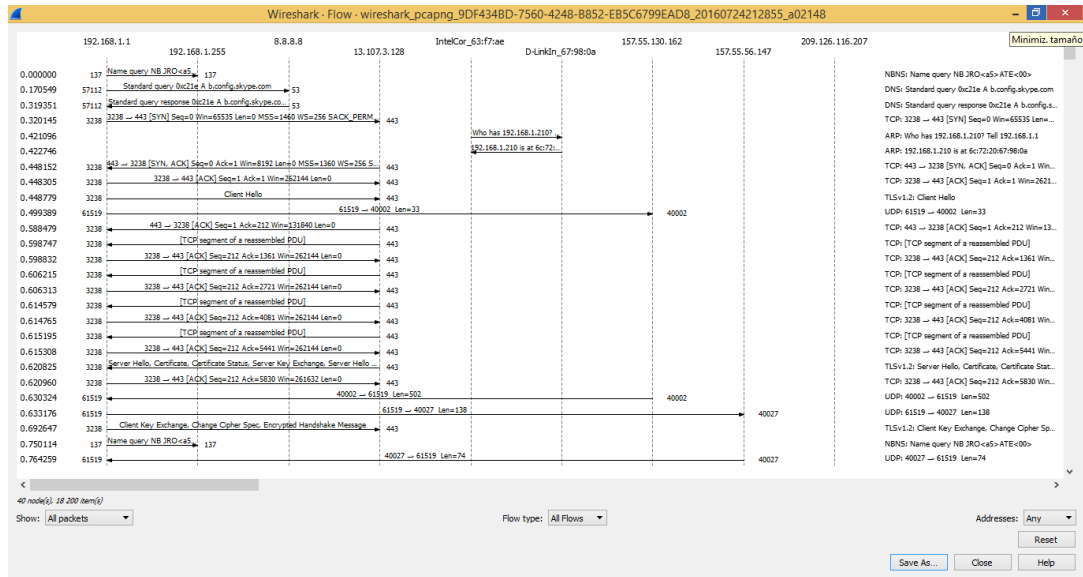 Wireshark · Flow · wireshark_pcapng_9DF434BD-7560-4248-B852-EB5C6799EAD8_20160724212855_a02148
Minimiz. tamaño
192.168.1.1 8.8.8.8 IntelCor_63:f7:ae 157.55.130.162 209.126.116.207
192.168.1.255 13.107.3.128 D-LinkIn_67:98:0a 157.55.56.147
0.000000 137 Name query NB JRO<a5... 137 NBNS: Name query NB JRO<a5>ATE<00>
0.170549 57112 Standard query 0xc21e A b.config.skype.com 53 DNS: Standard query 0xc21e A b.config.skype.com
0.319351 57112 Standard query response 0xc21e A b.config.skype.co... 53 DNS: Standard query response 0xc21e A b.config.s...
0.320145 3238 3238 → 443 [SYN] Seq=0 Win=65535 Len=0 MSS=1460 WS=256 SACK_PERM... 443 TCP: 3238 → 443 [SYN] Seq=0 Win=65535 Len=...
0.421096 Who has 192.168.1.210? ... ARP: Who has 192.168.1.210? Tell 192.168.1.1
0.422746 192.168.1.210 is at 6c:72:... ARP: 192.168.1.210 is at 6c:72:20:67:98:0a
0.448152 3238 443 → 3238 [SYN, ACK] Seq=0 Ack=1 Win=8192 Len=0 MSS=1360 WS=256 S... 443 TCP: 443 → 3238 [SYN, ACK] Seq=0 Ack=1 Win...
0.448305 3238 3238 → 443 [ACK] Seq=1 Ack=1 Win=262144 Len=0 443 TCP: 3238 → 443 [ACK] Seq=1 Ack=1 Win=2621...
0.448779 3238 Client Hello 443 TLSv1.2: Client Hello
0.499389 61519 61519 → 40002 Len=33 40002 UDP: 61519 → 40002 Len=33
0.588479 3238 443 → 3238 [ACK] Seq=1 Ack=212 Win=131840 Len=0 443 TCP: 443 → 3238 [ACK] Seq=1 Ack=212 Win=13...
0.598747 3238 [TCP segment of a reassembled PDU] 443 TCP: [TCP segment of a reassembled PDU]
0.598832 3238 3238 → 443 [ACK] Seq=212 Ack=1361 Win=262144 Len=0 443 TCP: 3238 → 443 [ACK] Seq=212 Ack=1361 Win...
0.606215 3238 [TCP segment of a reassembled PDU] 443 TCP: [TCP segment of a reassembled PDU]
0.606313 3238 3238 → 443 [ACK] Seq=212 Ack=2721 Win=262144 Len=0 443 TCP: 3238 → 443 [ACK] Seq=212 Ack=2721 Win...
0.614579 3238 [TCP segment of a reassembled PDU] 443 TCP: [TCP segment of a reassembled PDU]
0.614765 3238 3238 → 443 [ACK] Seq=212 Ack=4081 Win=262144 Len=0 443 TCP: 3238 → 443 [ACK] Seq=212 Ack=4081 Win...
0.615195 3238 [TCP segment of a reassembled PDU] 443 TCP: [TCP segment of a reassembled PDU]
0.615308 3238 3238 → 443 [ACK] Seq=212 Ack=5441 Win=262144 Len=0 443 TCP: 3238 → 443 [ACK] Seq=212 Ack=5441 Win...
0.620825 3238 Server Hello, Certificate, Certificate Status, Server Key Exchange, Server Hello ... 443 TLSv1.2: Server Hello, Certificate, Certificate Stat...
0.620960 3238 3238 → 443 [ACK] Seq=212 Ack=5830 Win=261632 Len=0 443 TCP: 3238 → 443 [ACK] Seq=212 Ack=5830 Win...
0.630324 61519 40002 → 61519 Len=502 40002 UDP: 40002 → 61519 Len=502
0.633176 61519 61519 → 40027 Len=138 40027 UDP: 61519 → 40027 Len=138
0.692647 3238 Client Key Exchange, Change Cipher Spec, Encrypted Handshake Message 443 TLSv1.2: Client Key Exchange, Change Cipher Sp...
0.750114 137 Name query NB JRO<a5... 137 NBNS: Name query NB JRO<a5>ATE<00>
0.764259 61519 40027 → 61519 Len=74 40027 UDP: 40027 → 61519 Len=74
40 node(s), 18 200 item(s)
Show: All packets Flow type: All Flows Addresses: Any
Reset
Save As... Close Help